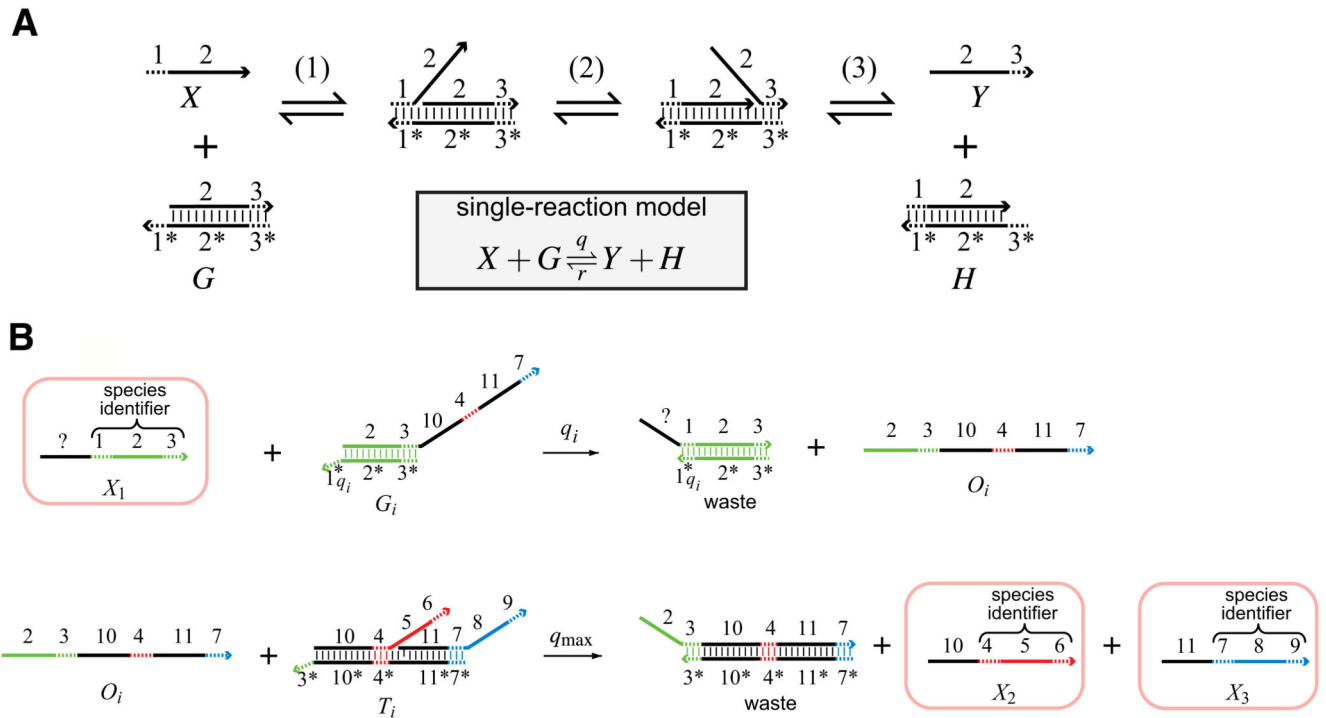 A
1 2
X
+
2 3
1* 2* 3*
G
(1)
2
1 2 3
1* 2* 3*
(2)
2
1 2 3
1* 2* 3*
(3)
2 3
Y
+
1 2
1* 2* 3*
H
single-reaction model
X + G ⇌ Y + H
q
r
B
species
identifier
? 1 2 3
X₁
+
7
11
4
10
2 3
1*qᵢ 2* 3*
Gᵢ
qᵢ
?
1 2 3
1*qᵢ 2* 3*
waste
+
2 3 10 4 11 7
Oᵢ
2 3 10 4 11 7
Oᵢ
+
6 9
5 8
10 4 11 7
3* 10* 4* 11* 7*
Tᵢ
qmax
2
3 10 4 11 7
3* 10* 4* 11* 7*
waste
+
species
identifier
10 4 5 6
X₂
+
species
identifier
11 7 8 9
X₃